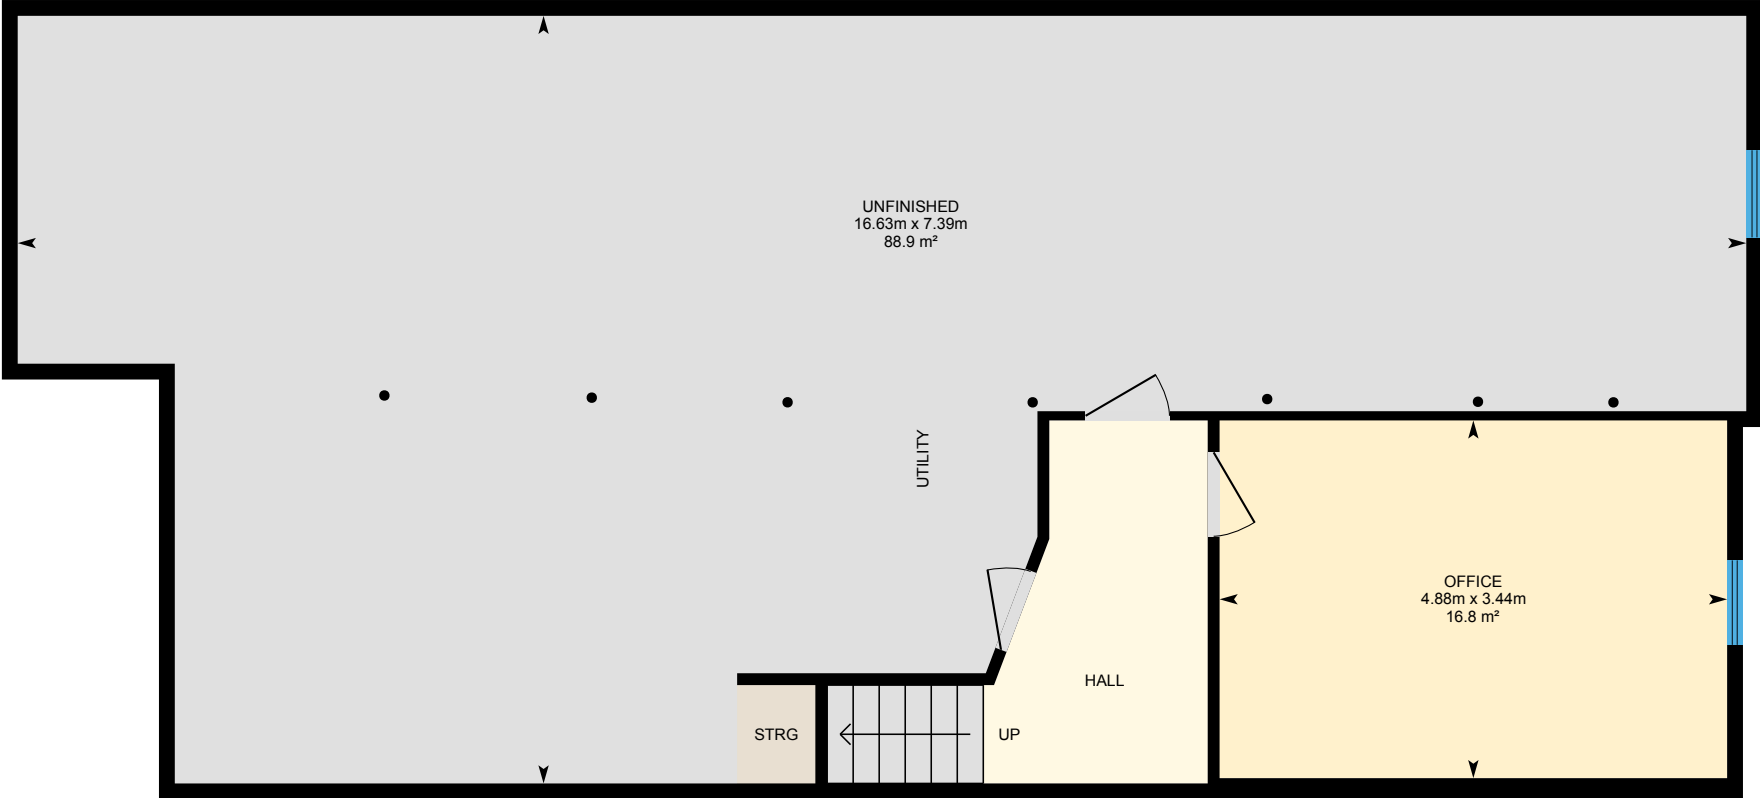 UNFINISHED
16.63m x 7.39m
88.9 m²
UTILITY
OFFICE
4.88m x 3.44m
16.8 m²
HALL
STRG
UP